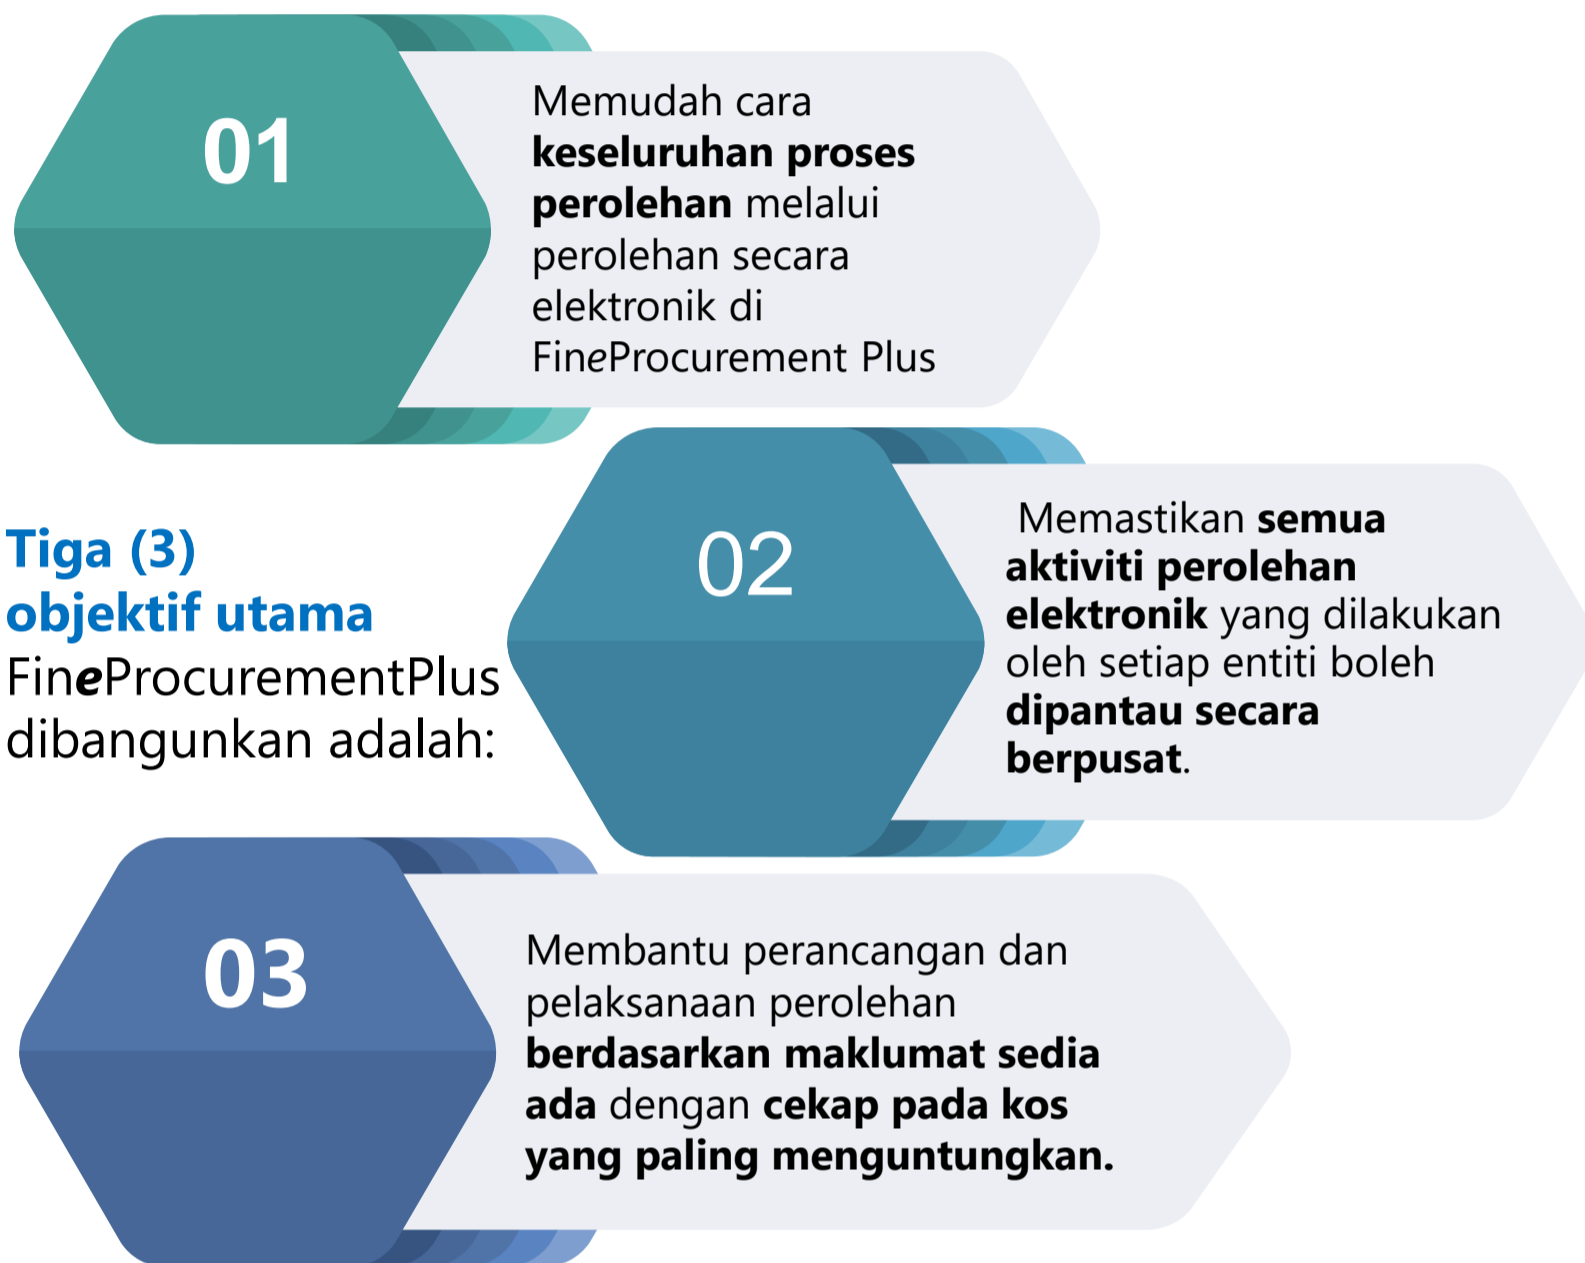 01
Memudah cara
keseluruhan proses
perolehan melalui
perolehan secara
elektronik di
FineProcurement Plus
Tiga (3)
objektif utama
FineProcurementPlus
dibangunkan adalah:
02
Memastikan semua
aktiviti perolehan
elektronik yang dilakukan
oleh setiap entiti boleh
dipantau secara
berpusat.
03
Membantu perancangan dan
pelaksanaan perolehan
berdasarkan maklumat sedia
ada dengan cekap pada kos
yang paling menguntungkan.